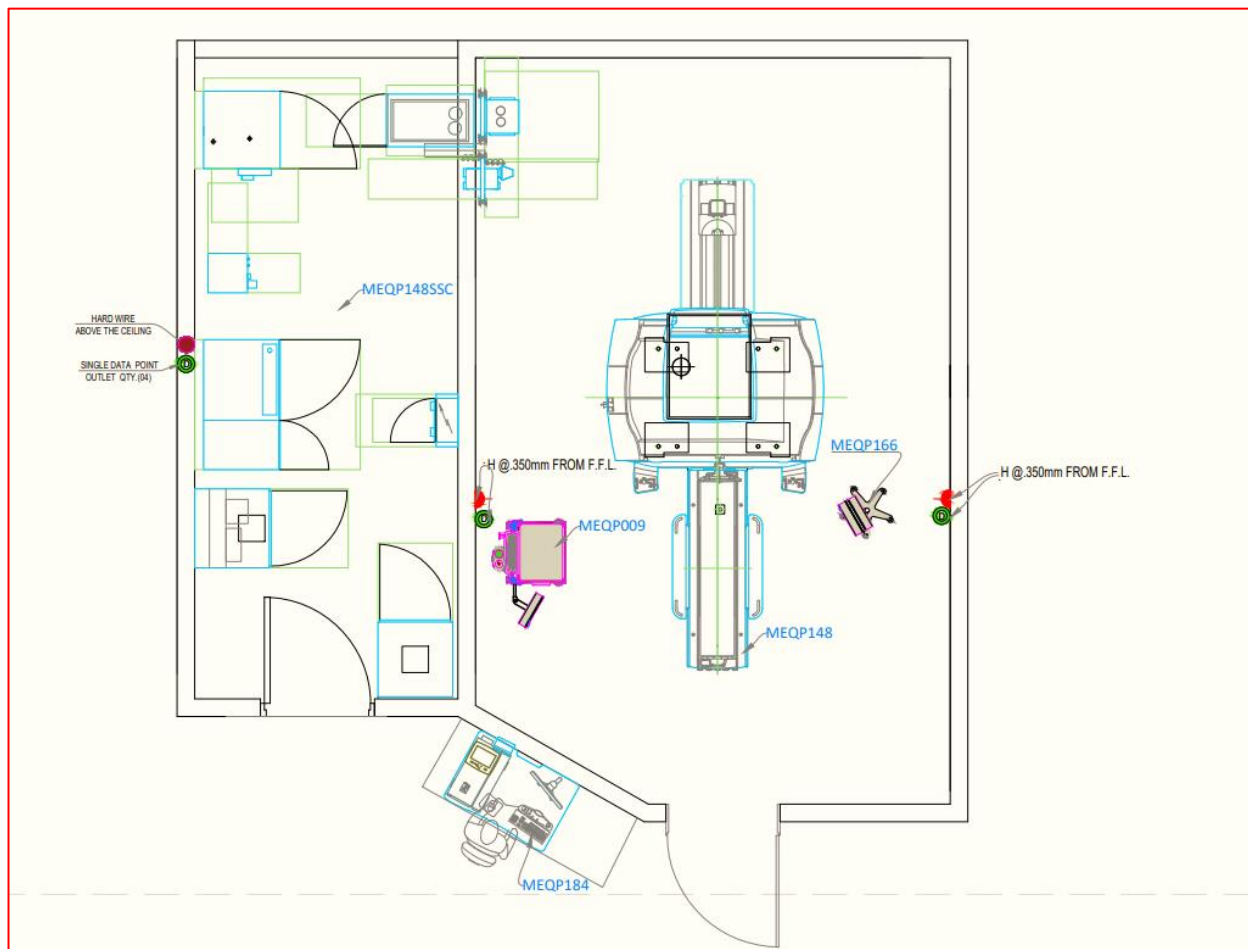 MEQP148SSC
HARD WIRE
ABOVE THE CEILING
SINGLE DATA POINT
OUTLET QTY.(04)
MEQP166
H @.350mm FROM F.F.L.
H @.350mm FROM F.F.L.
MEQP009
MEQP148
MEQP184